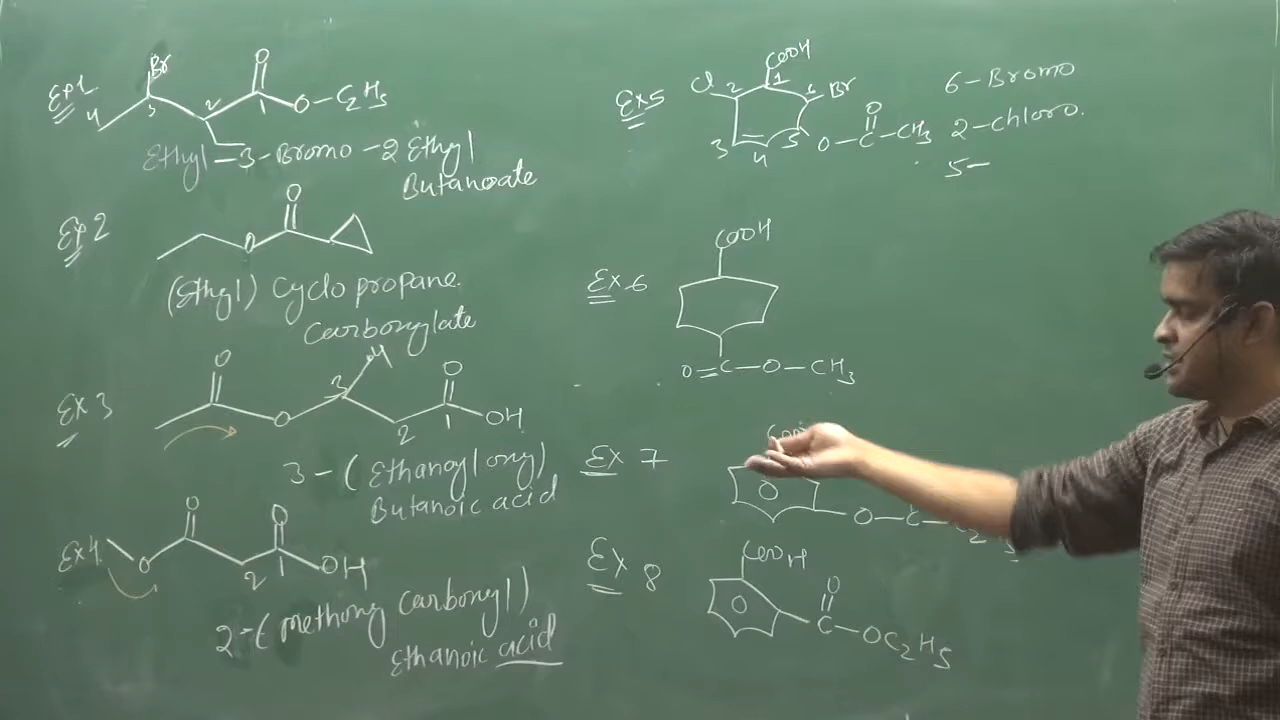 Ex 1
Br
O
4
3
2
1
O-C2H5
Ethyl=3-Bromo-2 Ethyl
Butanoate
Ex 2
O
O
(Ethyl) Cyclo propane
Carboxylate
Ex 3
O
O
3
4
2
O
1
OH
3-(Ethanoyl oxy)
Butanoic acid
Ex 4
O
O
2
O
1
OH
2-(methoxy carbonyl)
Ethanoic acid
Ex 5
COOH
Cl
2
1
6
Br
3
4
5
O-C-CH3
O
6-Bromo
2-chloro.
5-
Ex-6
COOH
O=C-O-CH3
Ex 7
O
O-C-
Ex 8
COOH
O
O
C-OC2H5